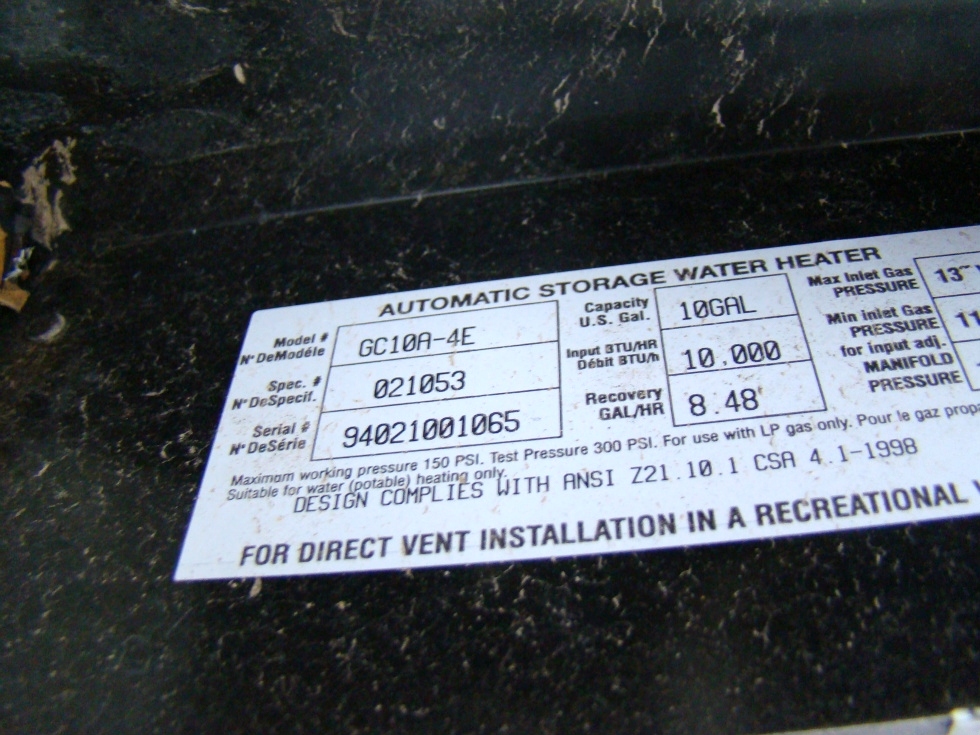 AUTOMATIC STORAGE WATER HEATER
Model #
N° DeModéle
GC10A-4E
Spec. #
N° DeSpecif.
021053
Serial #
N° DeSérie
94021001065
Capacity
U.S. Gal.
10GAL
Input BTU/HR
Débit BTU/h
10.000
Recovery
GAL/HR
8.48
Max Inlet Gas
PRESSURE
13"
Min inlet Gas
PRESSURE
for input adj.
11
MANIFOLD
PRESSURE
Maximum working pressure 150 PSI. Test Pressure 300 PSI. For use with LP gas only. Pour le gaz
Suitable for water (potable) heating only.
DESIGN COMPLIES WITH ANSI Z21.10.1 CSA 4.1-1998
FOR DIRECT VENT INSTALLATION IN A RECREATIONAL